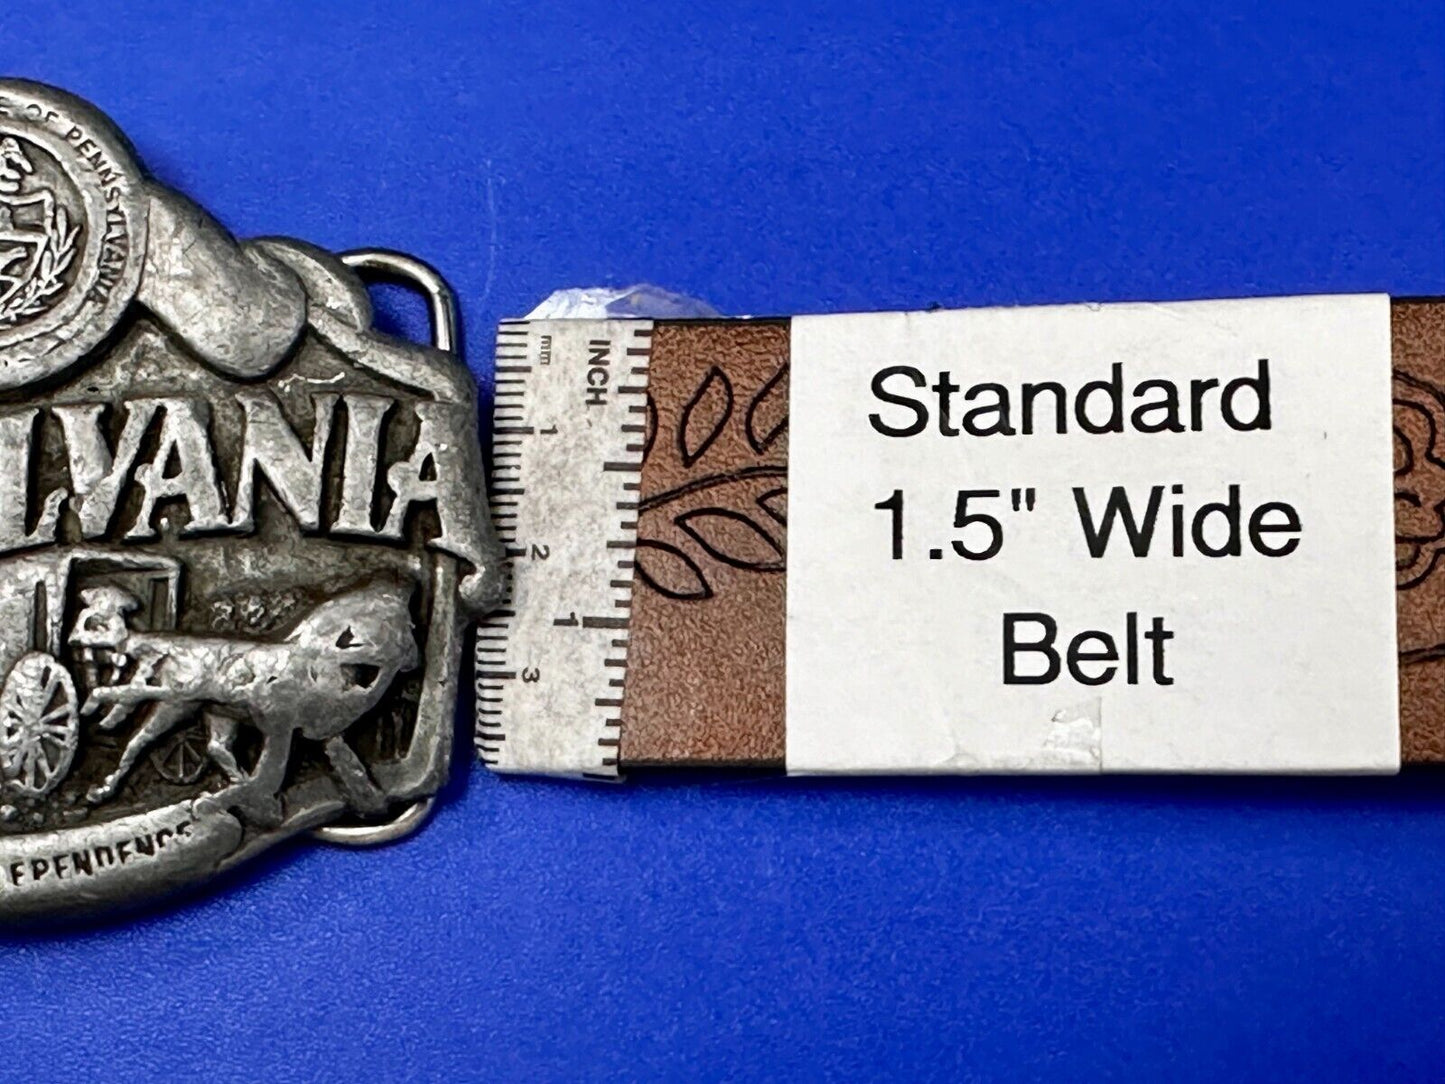 OF PENNSYLVANIA
LVANIA
EPENDENCE
mm
INCH
1
2
1
3
Standard
1.5" Wide
Belt